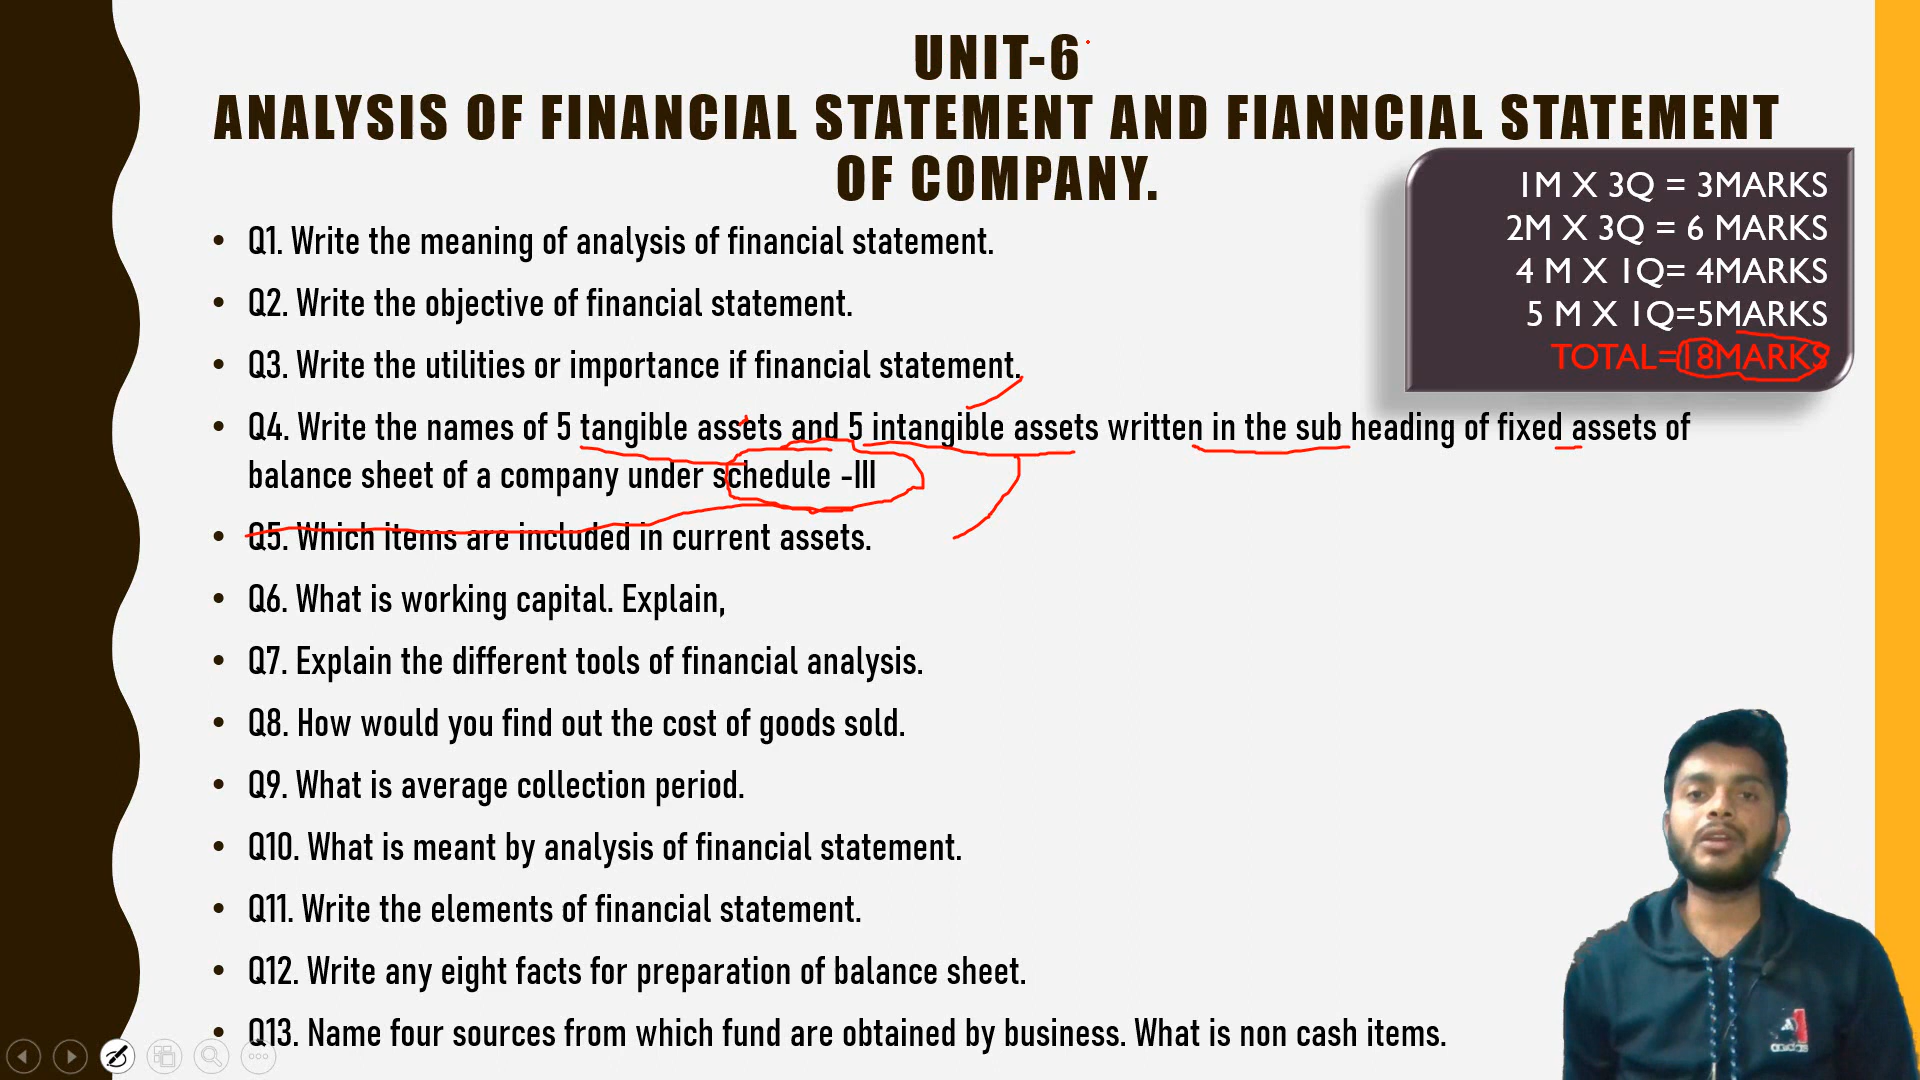 UNIT-6
ANALYSIS OF FINANCIAL STATEMENT AND FIANNCIAL STATEMENT
OF COMPANY.
1M X 3Q = 3MARKS
2M X 3Q = 6 MARKS
4 M X 1Q= 4MARKS
5 M X 1Q=5MARKS
TOTAL=18MARKS
• Q1. Write the meaning of analysis of financial statement.
• Q2. Write the objective of financial statement.
• Q3. Write the utilities or importance if financial statement.
• Q4. Write the names of 5 tangible assets and 5 intangible assets written in the sub heading of fixed assets of
balance sheet of a company under schedule -III
• Q5. Which items are included in current assets.
• Q6. What is working capital. Explain,
• Q7. Explain the different tools of financial analysis.
• Q8. How would you find out the cost of goods sold.
• Q9. What is average collection period.
• Q10. What is meant by analysis of financial statement.
• Q11. Write the elements of financial statement.
• Q12. Write any eight facts for preparation of balance sheet.
• Q13. Name four sources from which fund are obtained by business. What is non cash items.
adidas